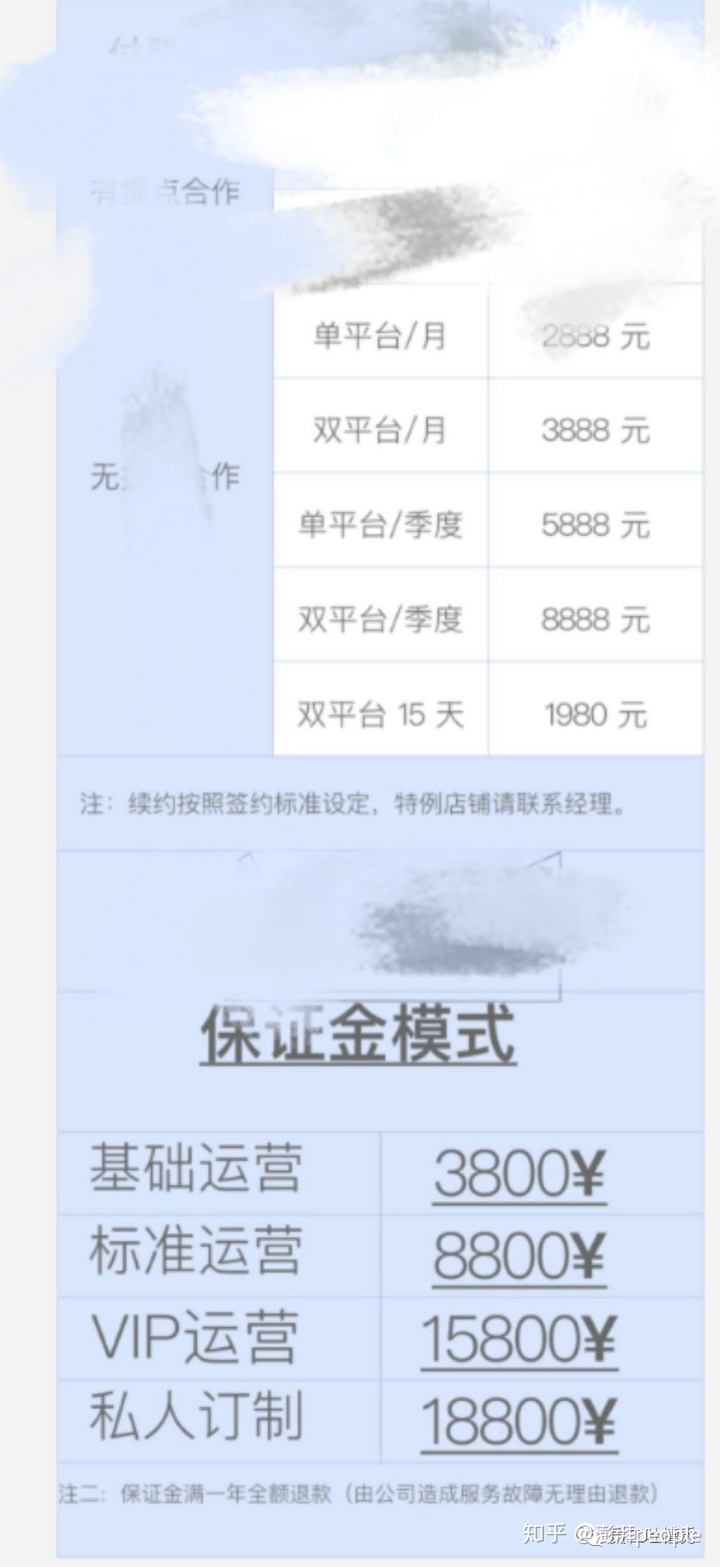 有提点合作
单平台/月 2888 元
双平台/月 3888 元
无 合作
单平台/季度 5888 元
双平台/季度 8888 元
双平台 15 天 1980 元
注：续约按照签约标准设定，特例店铺请联系经理。
保证金模式
基础运营 3800¥
标准运营 8800¥
VIP运营 15800¥
私人订制 18800¥
注二：保证金满一年全额退款（由公司造成服务故障无理由退款）
知乎